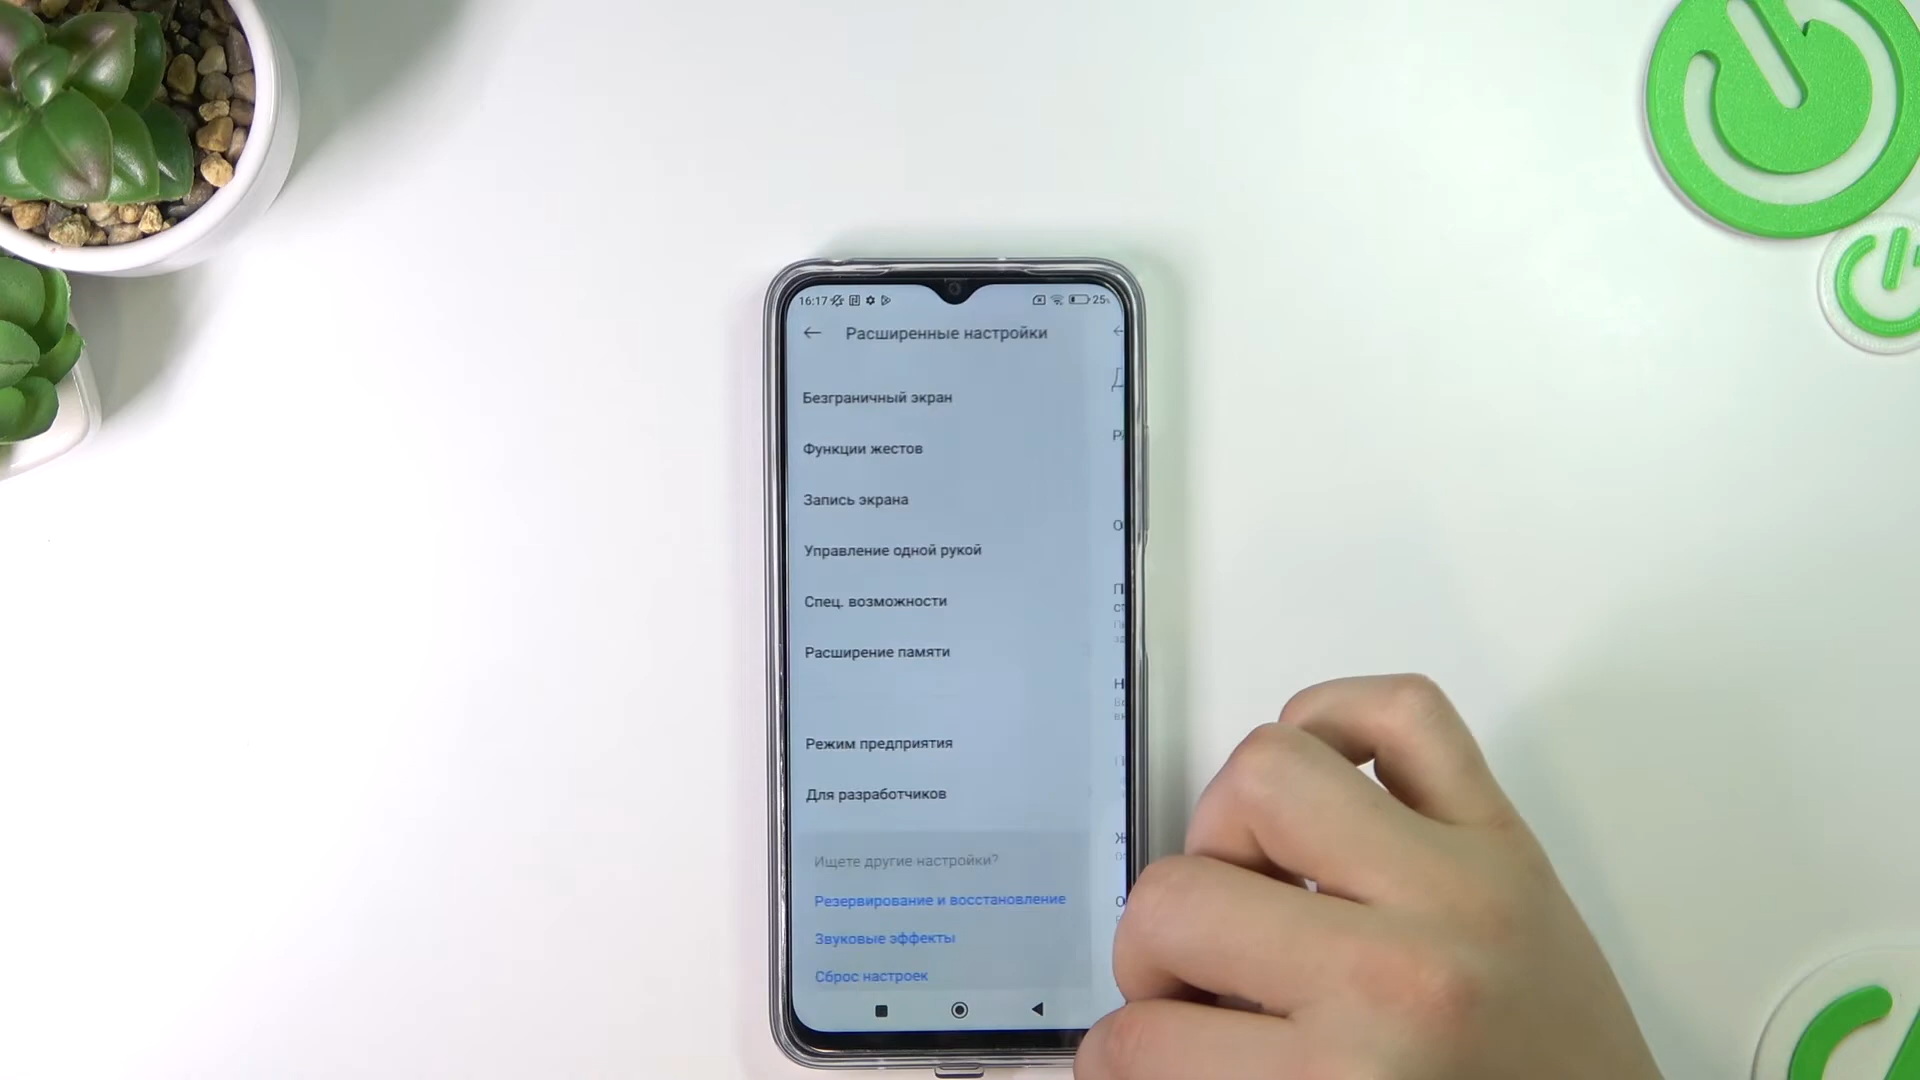 16:17 25%
Расширенные настройки
Безграничный экран
Функции жестов
Запись экрана
Управление одной рукой
Спец. возможности
Расширение памяти
Режим предприятия
Для разработчиков
Ищете другие настройки?
Резервирование и восстановление
Звуковые эффекты
Сброс настроек